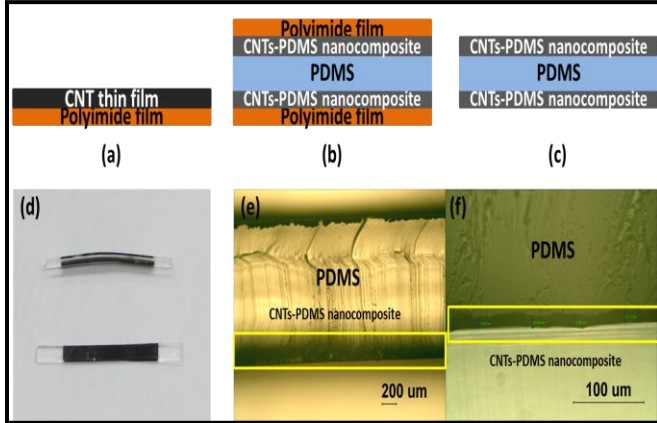 Polyimide film
CNTs-PDMS nanocomposite
PDMS
CNTs-PDMS nanocomposite
Polyimide film
CNTs-PDMS nanocomposite
PDMS
CNTs-PDMS nanocomposite
CNT thin film
Polyimide film
(a)
(b)
(c)
(d)
(e)
PDMS
CNTs-PDMS nanocomposite
200 um
(f)
PDMS
CNTs-PDMS nanocomposite
100 um